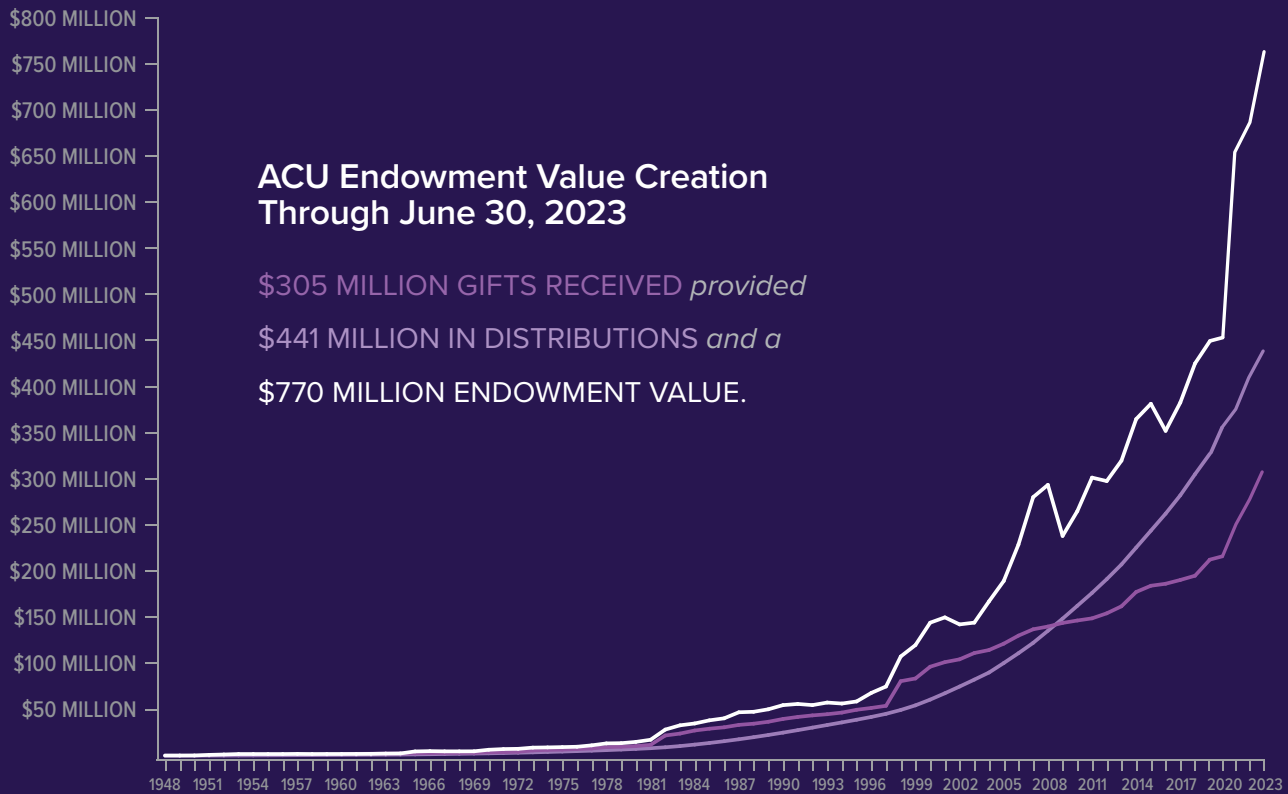 $800 MILLION
$750 MILLION
$700 MILLION
$650 MILLION
$600 MILLION
$550 MILLION
$500 MILLION
$450 MILLION
$400 MILLION
$350 MILLION
$300 MILLION
$250 MILLION
$200 MILLION
$150 MILLION
$100 MILLION
$50 MILLION
ACU Endowment Value Creation
Through June 30, 2023
$305 MILLION GIFTS RECEIVED provided
$441 MILLION IN DISTRIBUTIONS and a
$770 MILLION ENDOWMENT VALUE.
1948 1951 1954 1957 1960 1963 1966 1969 1972 1975 1978 1981 1984 1987 1990 1993 1996 1999 2002 2005 2008 2011 2014 2017 2020 2023